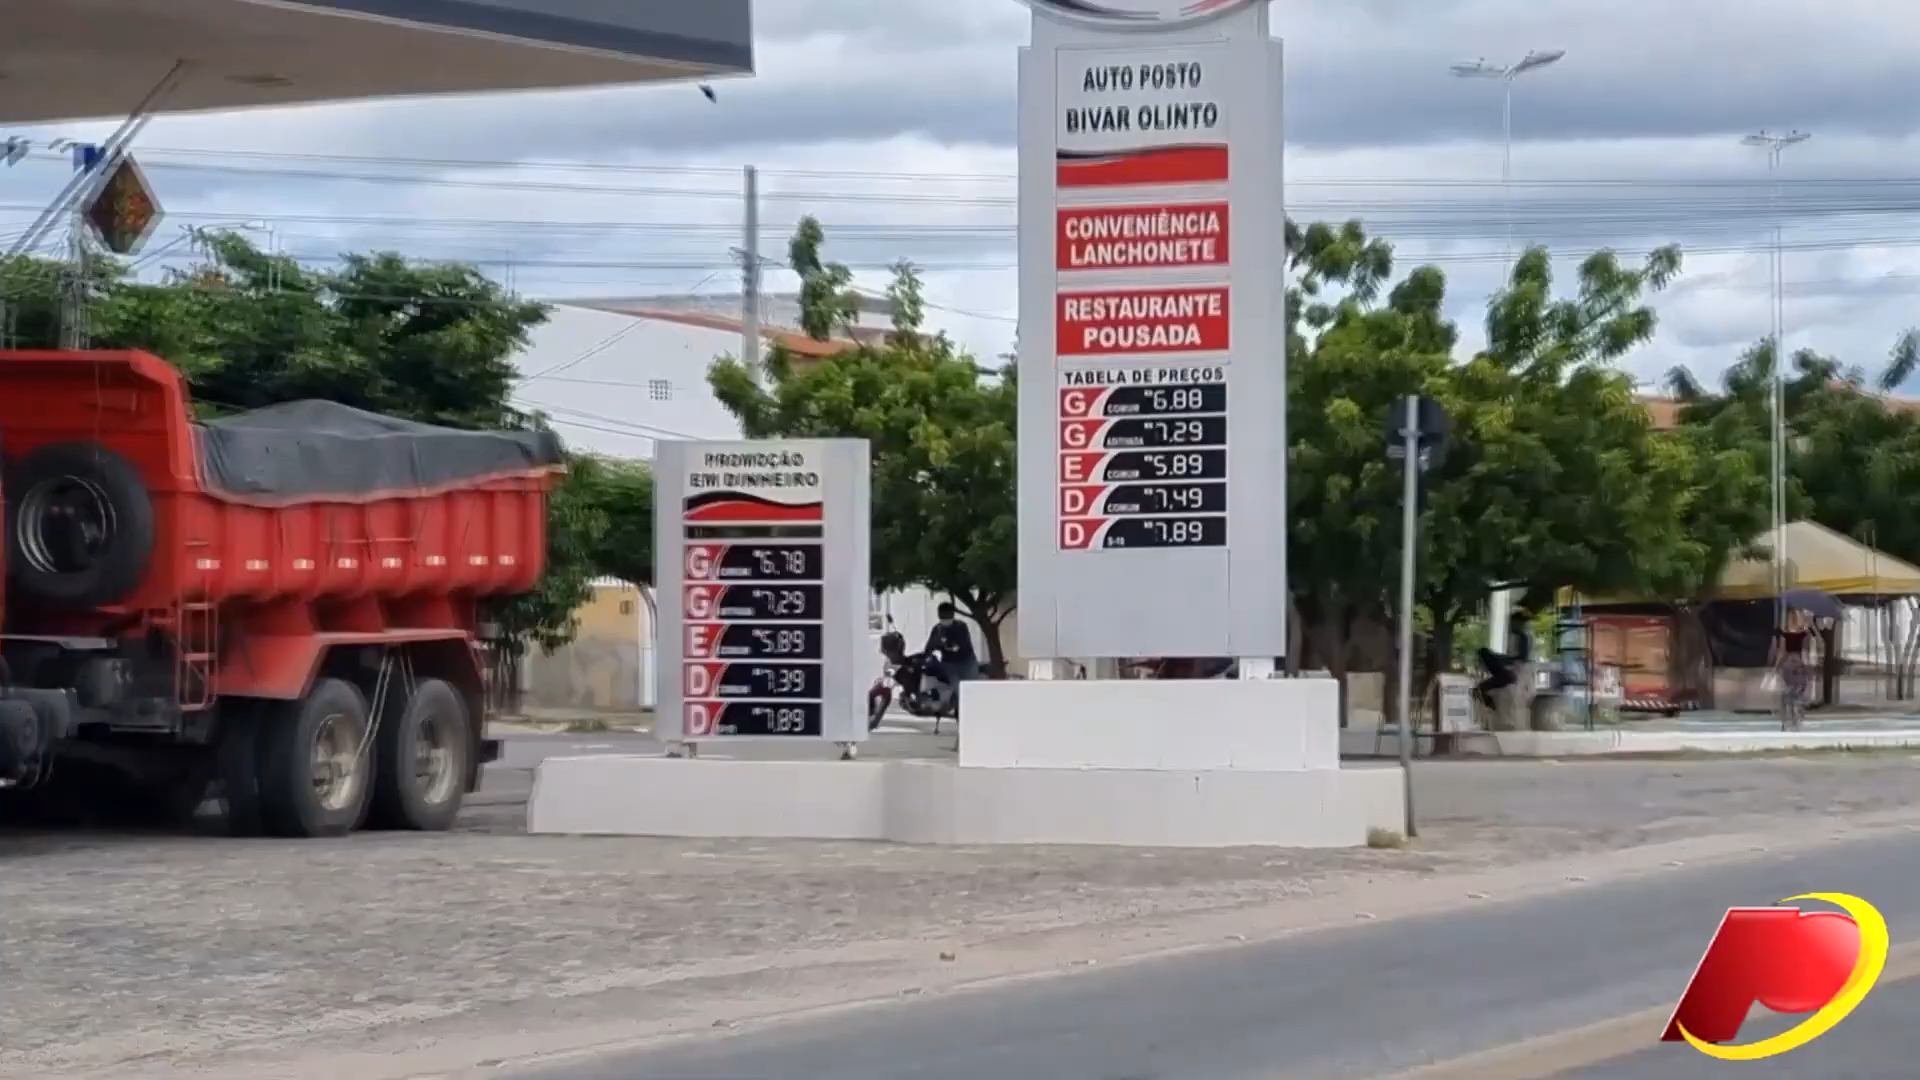 AUTO POSTO
BIVAR OLINTO
CONVENIÊNCIA
LANCHONETE
RESTAURANTE
POUSADA
TABELA DE PREÇOS
G COMUM R$ 6.88
G ADITIVADA R$ 7.29
E COMUM R$ 5.89
D COMUM R$ 7.49
D S-10 R$ 7.89
PROMOÇÃO
EM DINHEIRO
G COMUM R$ 6.78
G ADITIVADA R$ 7.29
E COMUM R$ 5.89
D COMUM R$ 7.39
D S-10 R$ 7.89
P